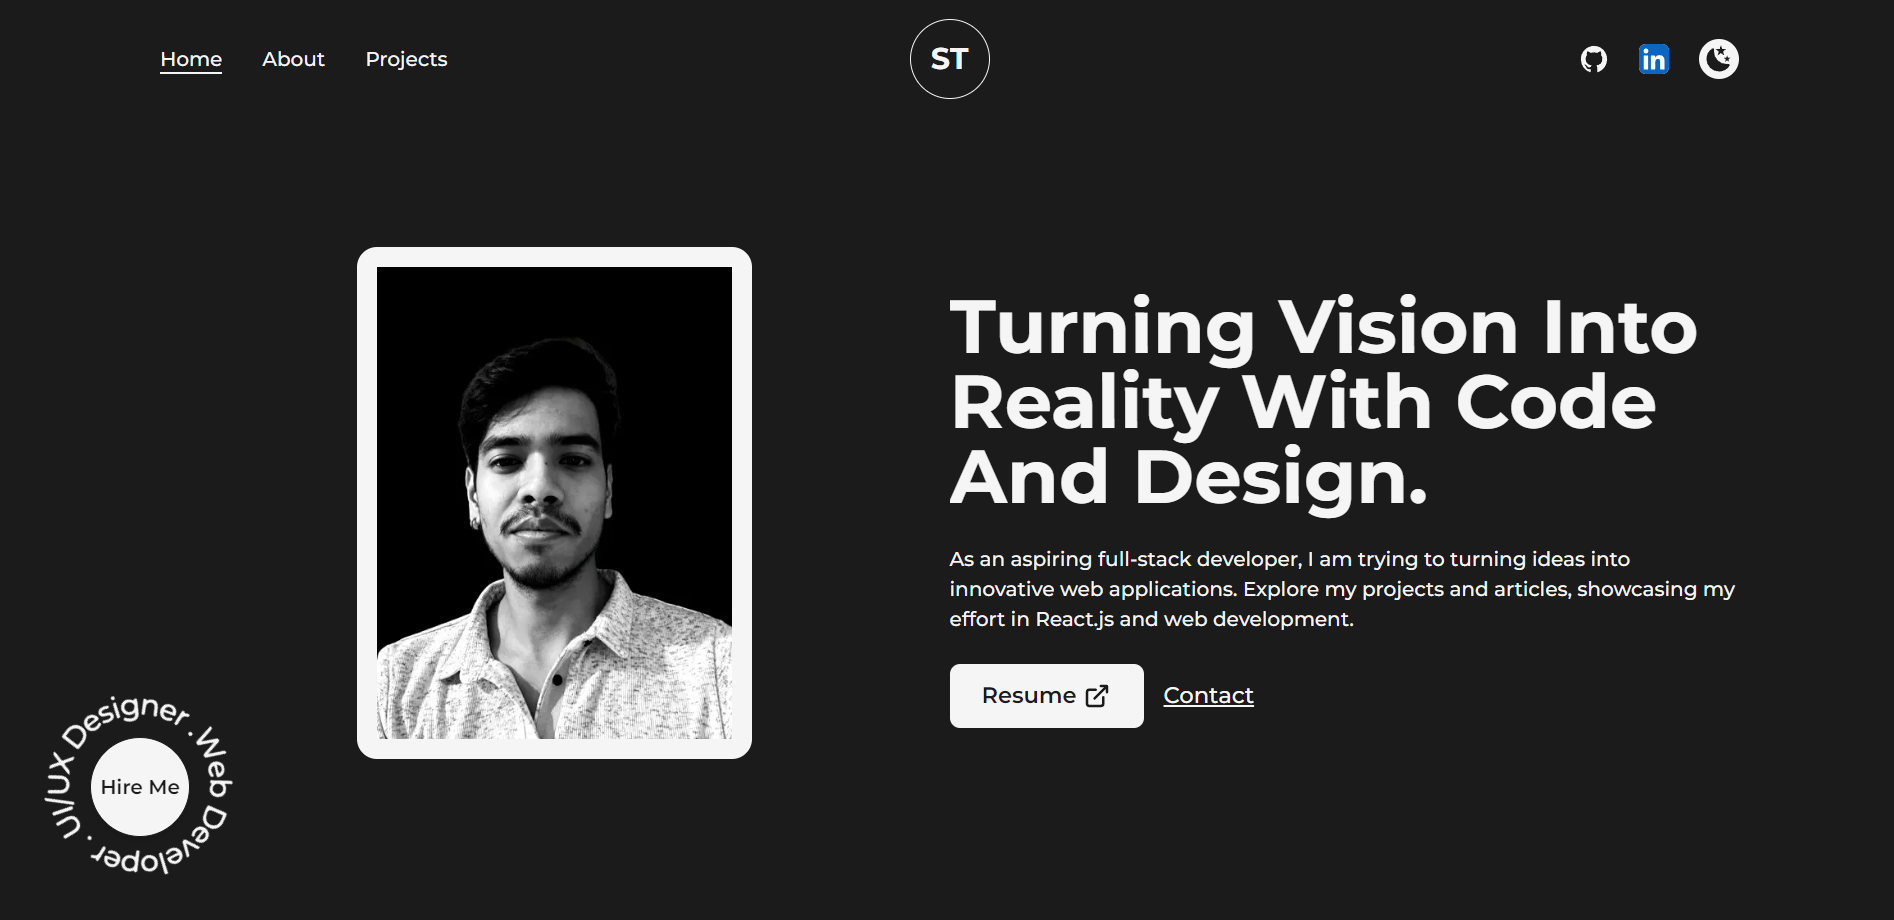 Home About Projects
ST
in
Turning Vision Into
Reality With Code
And Design.
As an aspiring full-stack developer, I am trying to turning ideas into
innovative web applications. Explore my projects and articles, showcasing my
effort in React.js and web development.
Resume
Contact
UI/UX Designer . Web Developer .
Hire Me